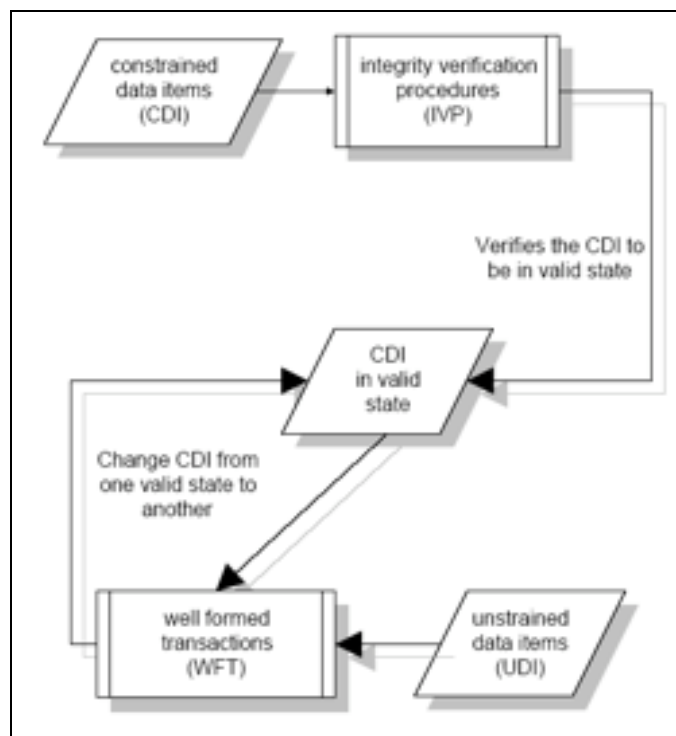 constrained
data items
(CDI)
integrity verification
procedures
(IVP)
Verifies the CDI to
be in valid state
CDI
in valid
state
Change CDI from
one valid state to
another
well formed
transactions
(WFT)
unstrained
data items
(UDI)